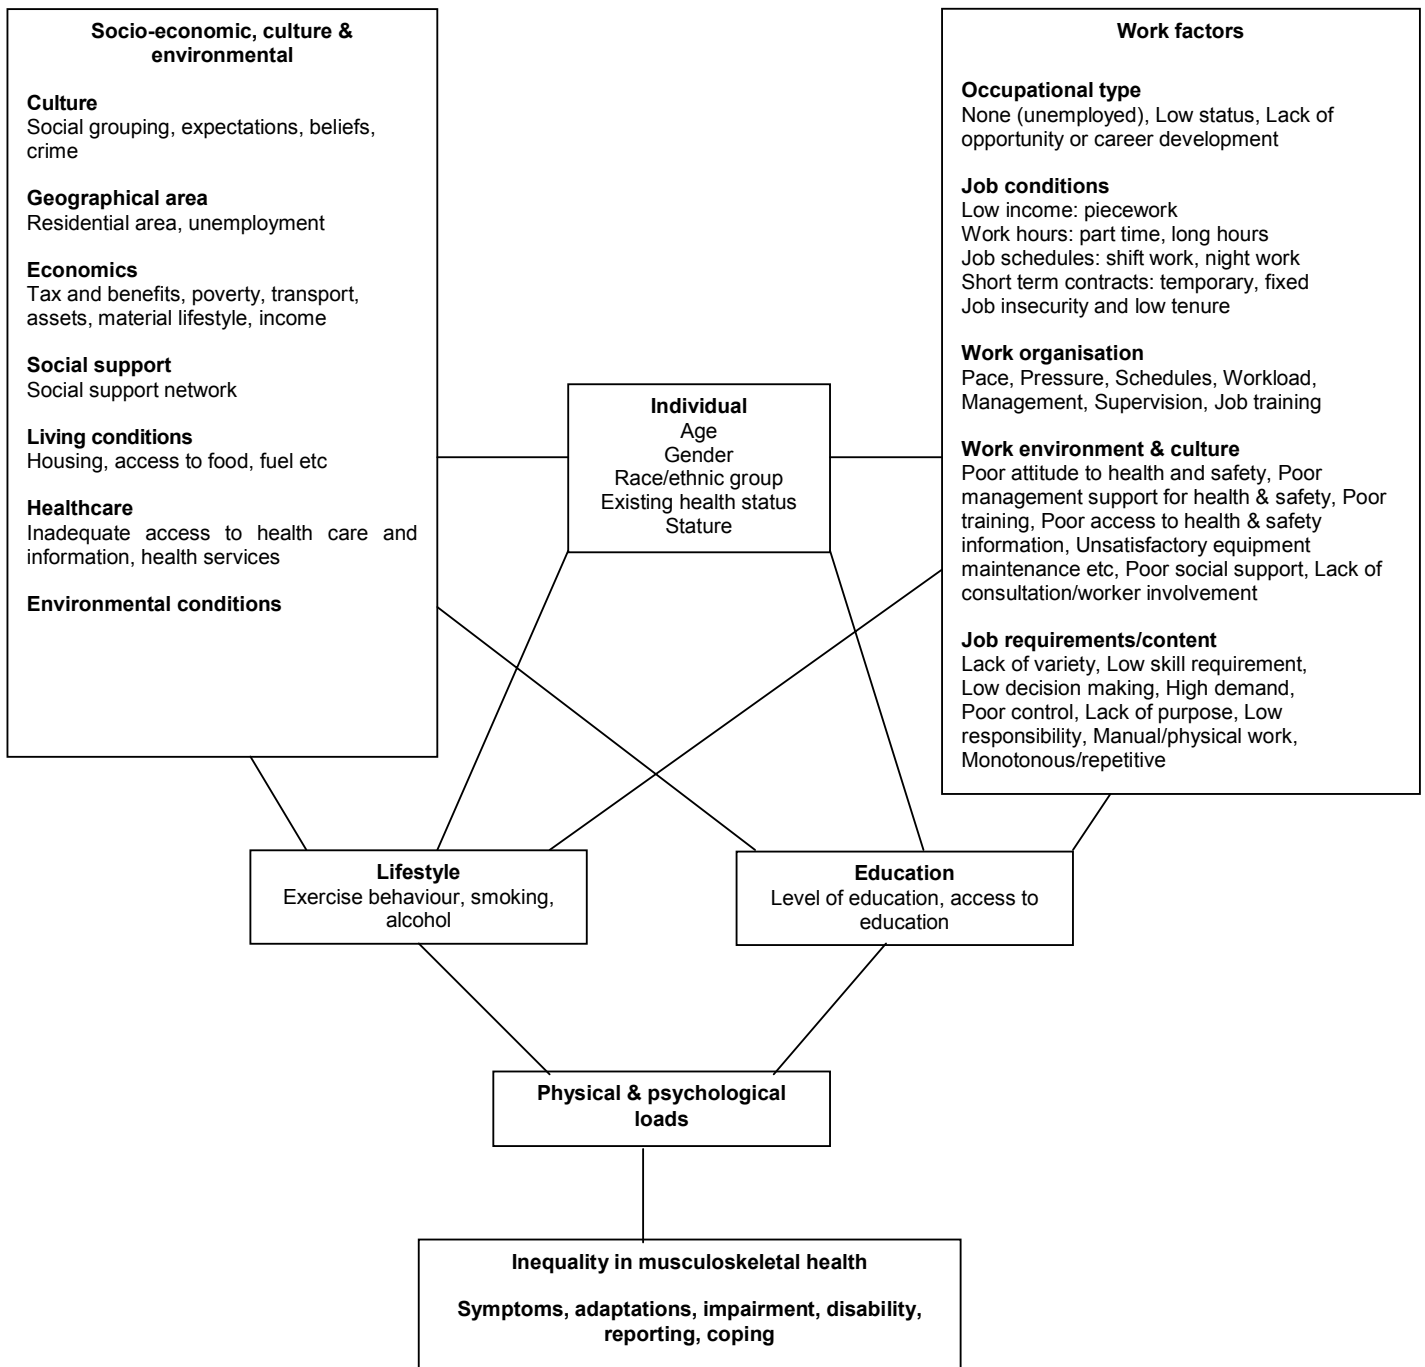 Socio-economic, culture &
environmental
Culture
Social grouping, expectations, beliefs,
crime
Geographical area
Residential area, unemployment
Economics
Tax and benefits, poverty, transport,
assets, material lifestyle, income
Social support
Social support network
Living conditions
Housing, access to food, fuel etc
Healthcare
Inadequate access to health care and
information, health services
Environmental conditions
Individual
Age
Gender
Race/ethnic group
Existing health status
Stature
Work factors
Occupational type
None (unemployed), Low status, Lack of
opportunity or career development
Job conditions
Low income: piecework
Work hours: part time, long hours
Job schedules: shift work, night work
Short term contracts: temporary, fixed
Job insecurity and low tenure
Work organisation
Pace, Pressure, Schedules, Workload,
Management, Supervision, Job training
Work environment & culture
Poor attitude to health and safety, Poor
management support for health & safety, Poor
training, Poor access to health & safety
information, Unsatisfactory equipment
maintenance etc, Poor social support, Lack of
consultation/worker involvement
Job requirements/content
Lack of variety, Low skill requirement,
Low decision making, High demand,
Poor control, Lack of purpose, Low
responsibility, Manual/physical work,
Monotonous/repetitive
Lifestyle
Exercise behaviour, smoking,
alcohol
Education
Level of education, access to
education
Physical & psychological
loads
Inequality in musculoskeletal health
Symptoms, adaptations, impairment, disability,
reporting, coping